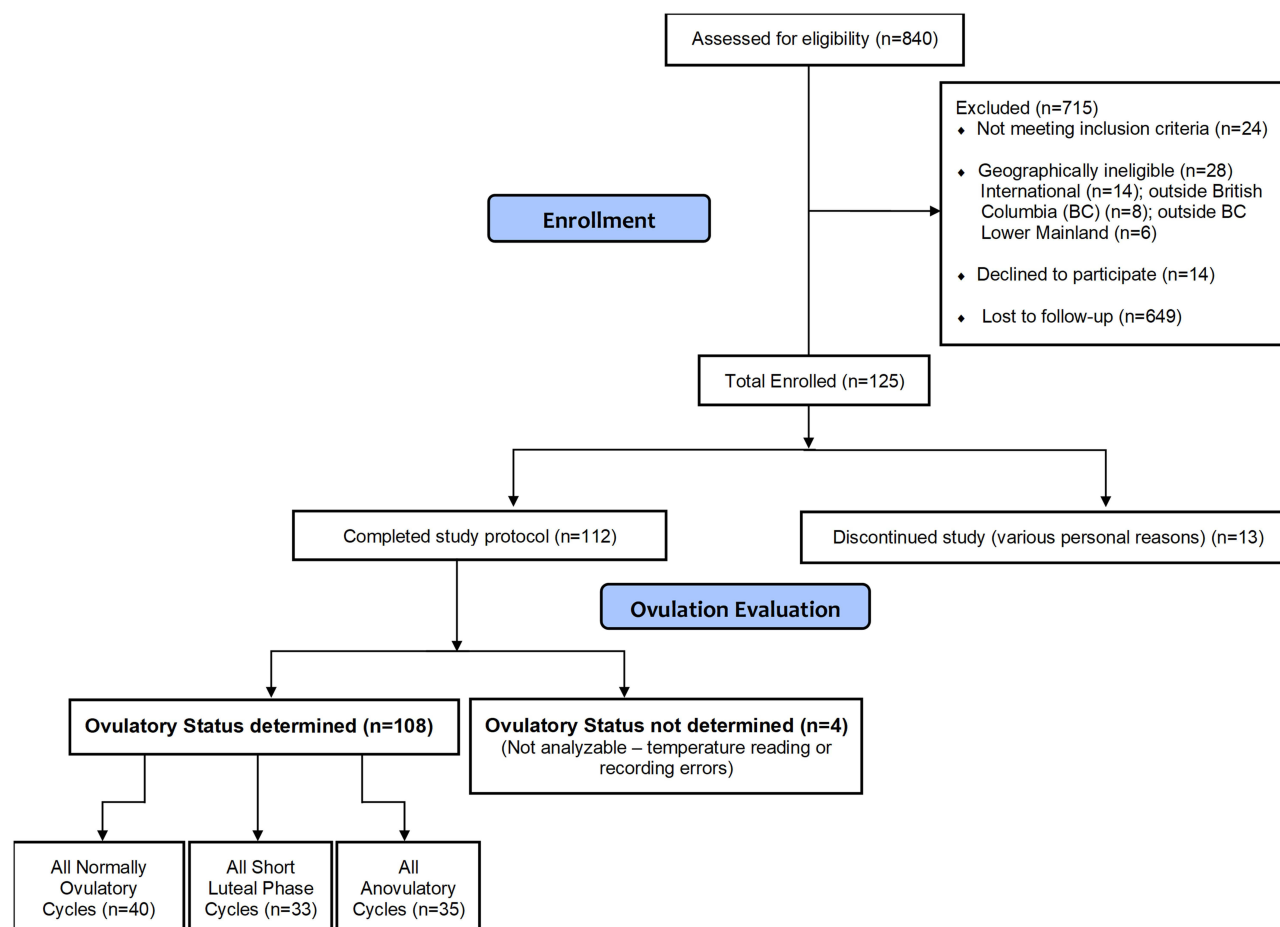 Assessed for eligibility (n=840)
Excluded (n=715)
⬥ Not meeting inclusion criteria (n=24)
⬥ Geographically ineligible (n=28)
International (n=14); outside British
Columbia (BC) (n=8); outside BC
Lower Mainland (n=6)
⬥ Declined to participate (n=14)
⬥ Lost to follow-up (n=649)
Enrollment
Total Enrolled (n=125)
Completed study protocol (n=112)
Discontinued study (various personal reasons) (n=13)
Ovulation Evaluation
Ovulatory Status determined (n=108)
Ovulatory Status not determined (n=4)
(Not analyzable – temperature reading or
recording errors)
All Normally
Ovulatory
Cycles (n=40)
All Short
Luteal Phase
Cycles (n=33)
All
Anovulatory
Cycles (n=35)